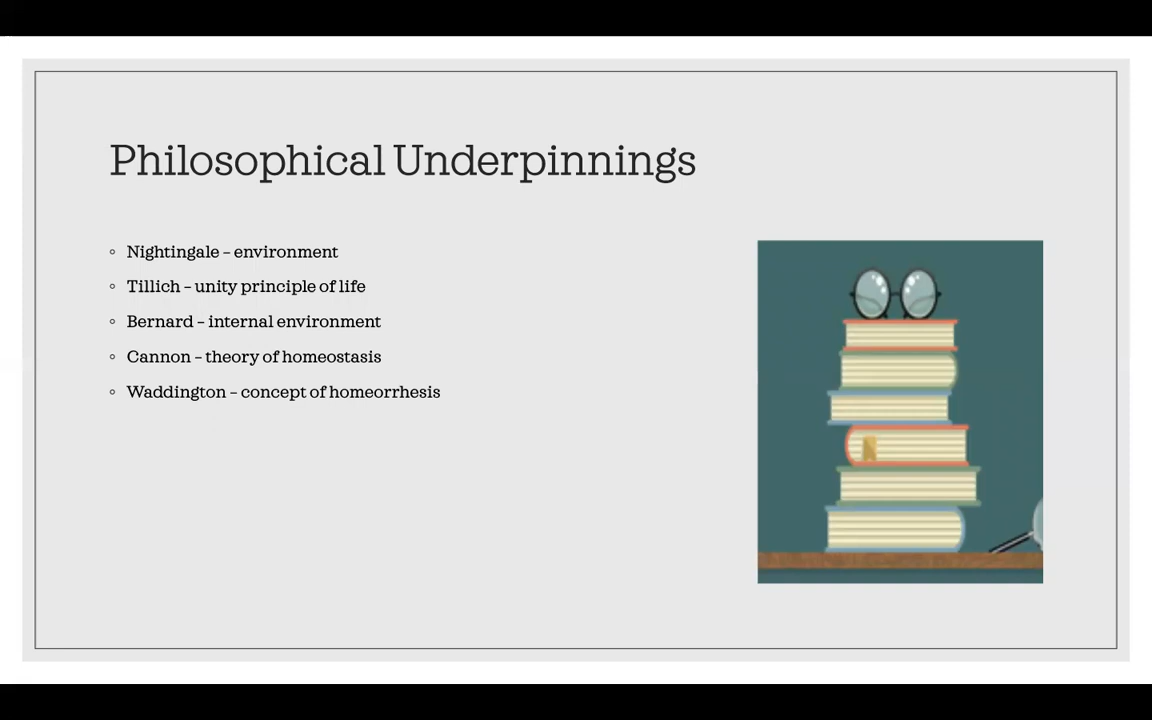 Philosophical Underpinnings
Nightingale – environment
Tillich – unity principle of life
Bernard – internal environment
Cannon – theory of homeostasis
Waddington – concept of homeorrhesis